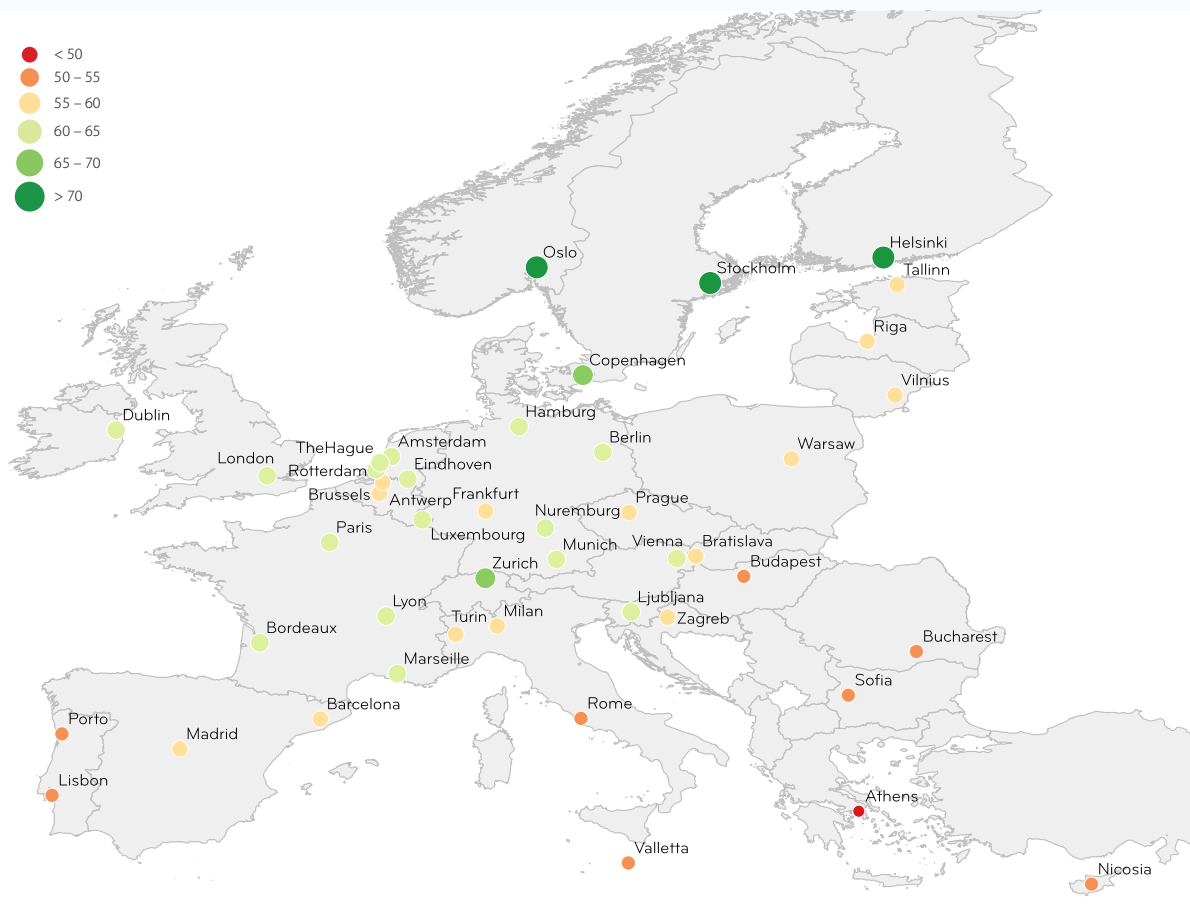 < 50
50 – 55
55 – 60
60 – 65
65 – 70
> 70
Helsinki
Oslo
Stockholm
Tallinn
Riga
Copenhagen
Vilnius
Hamburg
Dublin
Berlin
TheHague
Amsterdam
Warsaw
London
Rotterdam
Eindhoven
Brussels
Antwerp
Frankfurt
Prague
Nuremburg
Paris
Luxembourg
Munich
Vienna
Bratislava
Zurich
Budapest
Lyon
Ljubljana
Turin
Milan
Zagreb
Bordeaux
Bucharest
Marseille
Sofia
Barcelona
Rome
Porto
Madrid
Lisbon
Athens
Valletta
Nicosia